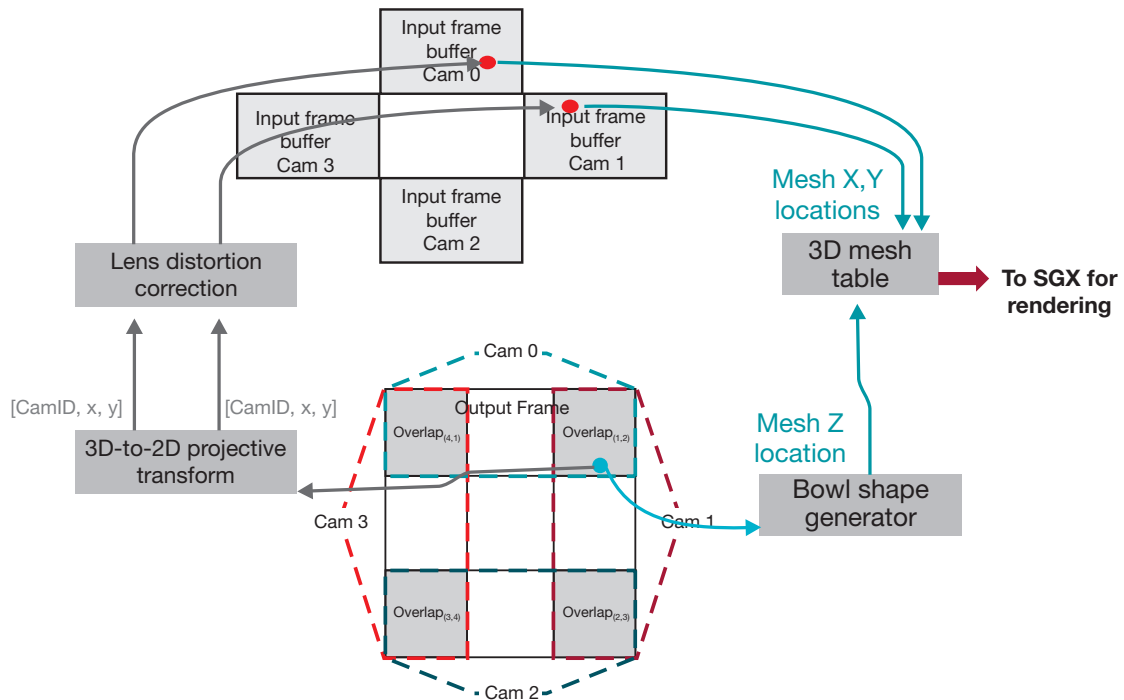 Input frame
buffer
Cam 0
Input frame
buffer
Cam 3
Input frame
buffer
Cam 1
Input frame
buffer
Cam 2
Mesh X,Y
locations
Lens distortion
correction
3D mesh
table
To SGX for
rendering
Cam 0
[CamID, x, y]
[CamID, x, y]
Output Frame
Overlap(4,1)
Overlap(1,2)
Mesh Z
location
3D-to-2D projective
transform
Bowl shape
generator
Cam 3
Cam 1
Overlap(3,4)
Overlap(2,3)
Cam 2